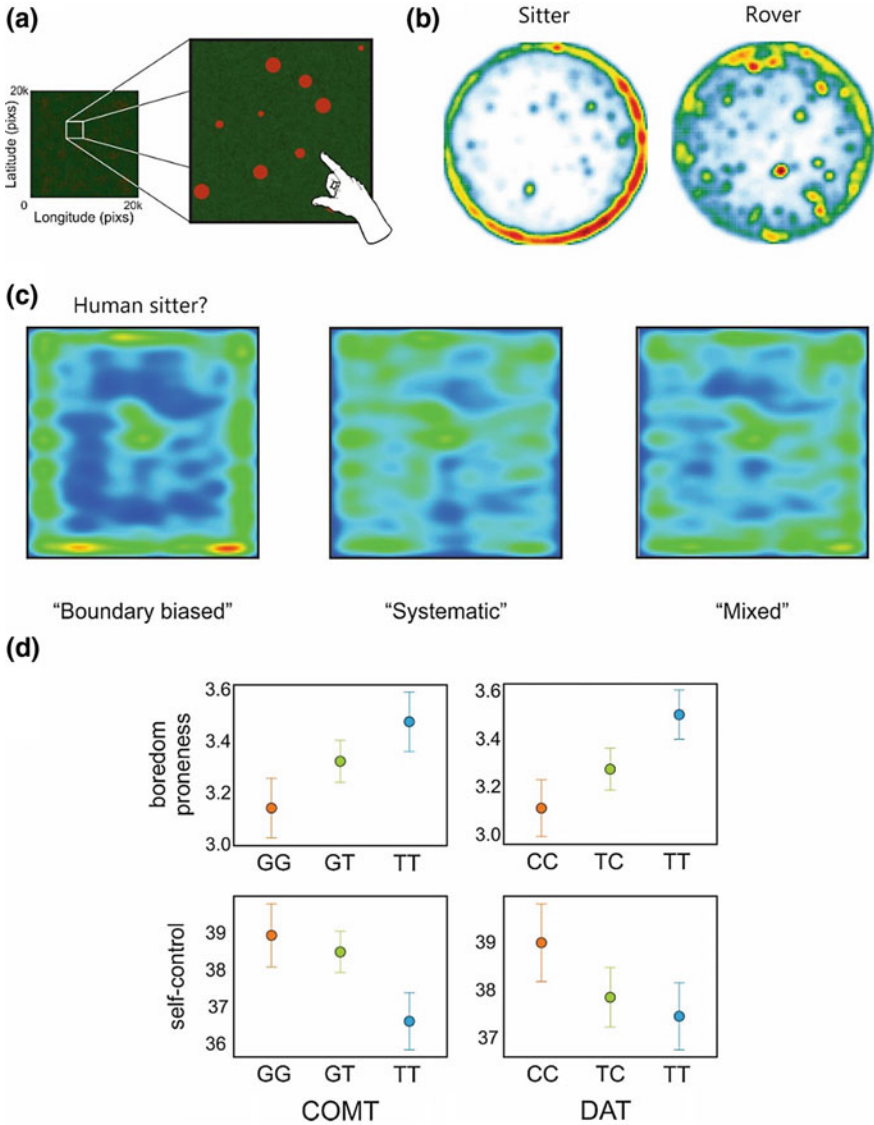 (a)
20k
Latitude (pixs)
0
Longitude (pixs)
20k
(b)
Sitter
Rover
(c)
Human sitter?
“Boundary biased”
“Systematic”
“Mixed”
(d)
boredom
proneness
3.6
3.4
3.2
3.0
GG
GT
TT
3.6
3.4
3.2
3.0
CC
TC
TT
self-control
39
38
37
36
GG
GT
TT
COMT
39
38
37
CC
TC
TT
DAT